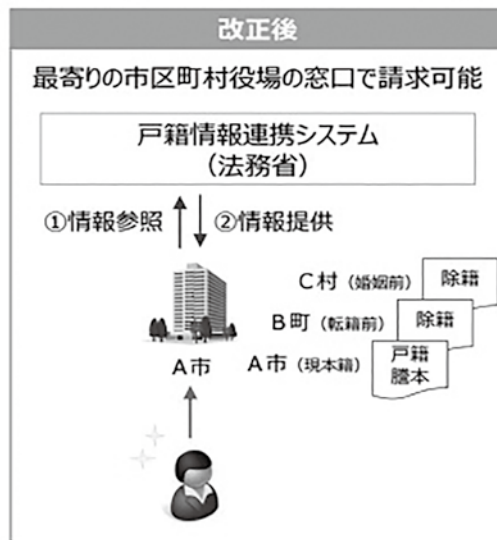 改正後
最寄りの市区町村役場の窓口で請求可能
戸籍情報連携システム
(法務省)
①情報参照
②情報提供
C村(婚姻前)
除籍
B町(転籍前)
除籍
A市
A市(現本籍)
戸籍
謄本